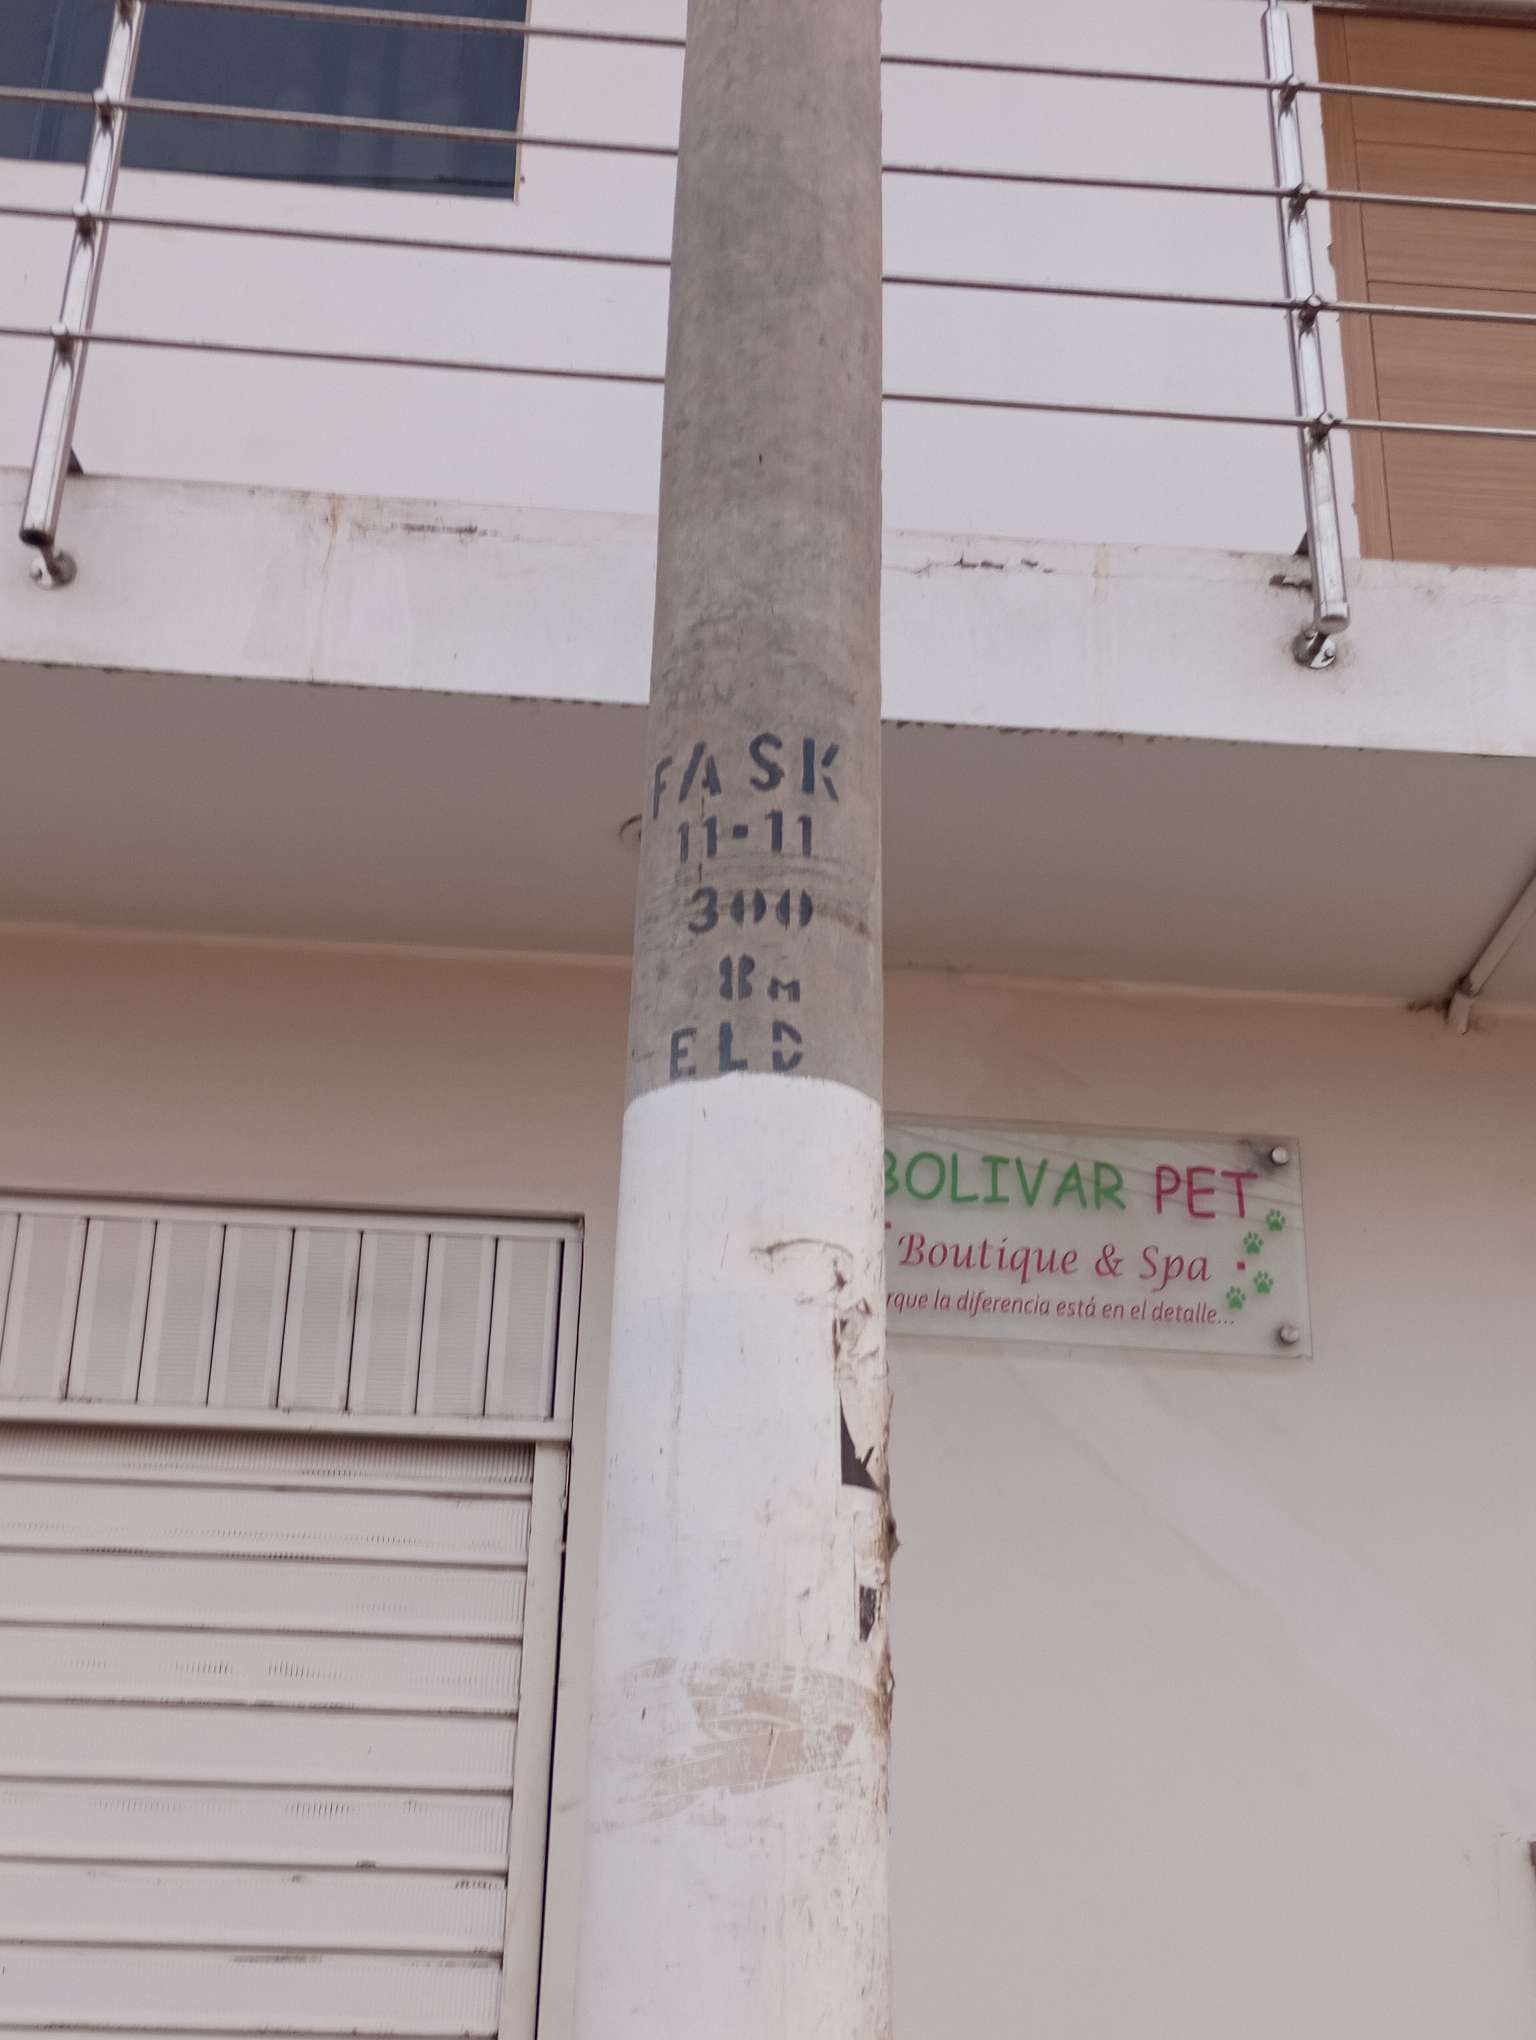 FASK
11-11
300
8M
ELD
BOLIVAR PET
Boutique & Spa
rque la diferencia está en el detalle...